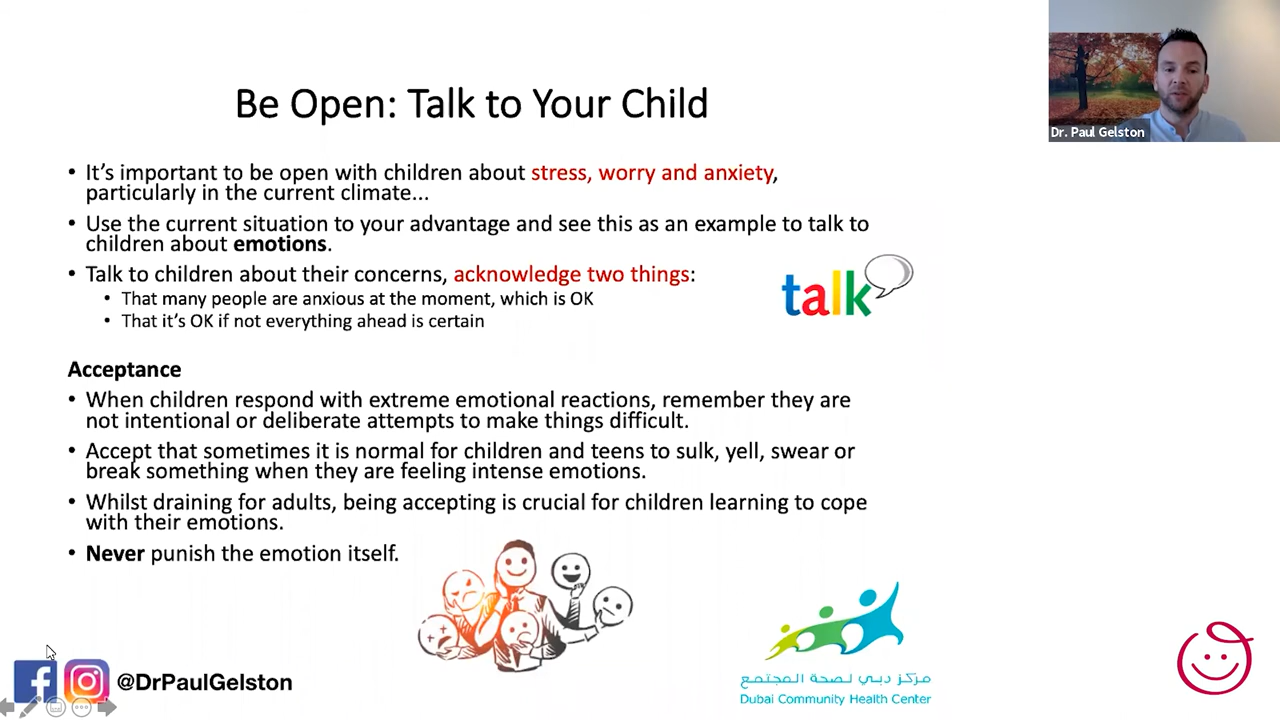 Be Open: Talk to Your Child
Dr. Paul Gelston
• It's important to be open with children about stress, worry and anxiety,
particularly in the current climate...
• Use the current situation to your advantage and see this as an example to talk to
children about emotions.
• Talk to children about their concerns, acknowledge two things:
• That many people are anxious at the moment, which is OK
• That it's OK if not everything ahead is certain
talk
Acceptance
• When children respond with extreme emotional reactions, remember they are
not intentional or deliberate attempts to make things difficult.
• Accept that sometimes it is normal for children and teens to sulk, yell, swear or
break something when they are feeling intense emotions.
• Whilst draining for adults, being accepting is crucial for children learning to cope
with their emotions.
• Never punish the emotion itself.
@DrPaulGelston
مركز دبي لصحة المجتمع
Dubai Community Health Center